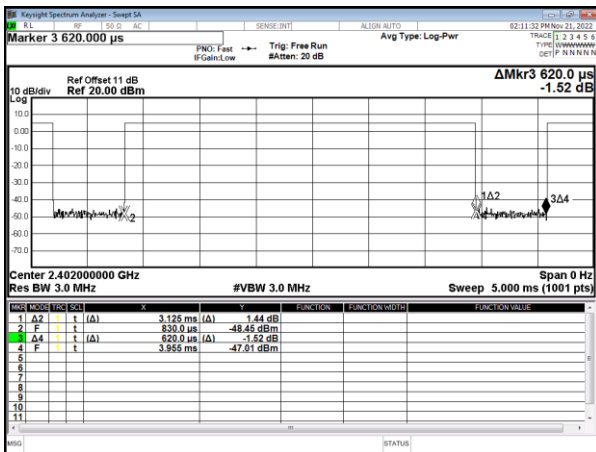 Keysight Spectrum Analyzer - Swept SA
RL RF 50 Ω AC SENSE:INT ALIGN AUTO 02:11:32 PM Nov 21, 2022
Marker 3 620.000 µs
PNO: Fast
IFGain:Low
Trig: Free Run
#Atten: 20 dB
Avg Type: Log-Pwr
TRACE 1 2 3 4 5 6
TYPE WWWWWW
DET P N N N N N
ΔMkr3 620.0 µs
-1.52 dB
Ref Offset 11 dB
10 dB/div Ref 20.00 dBm
Log
10.0
0.00
-10.0
-20.0
-30.0
-40.0
-50.0
-60.0
-70.0
2
1Δ2
3Δ4
Center 2.402000000 GHz Span 0 Hz
Res BW 3.0 MHz #VBW 3.0 MHz Sweep 5.000 ms (1001 pts)
MKR MODE TRC SCL X Y FUNCTION FUNCTION WIDTH FUNCTION VALUE
1 Δ2 1 t (Δ) 3.125 ms (Δ) 1.44 dB
2 F 1 t 830.0 µs -48.45 dBm
3 Δ4 1 t (Δ) 620.0 µs (Δ) -1.52 dB
4 F 1 t 3.955 ms -47.01 dBm
5
6
7
8
9
10
11
MSG STATUS